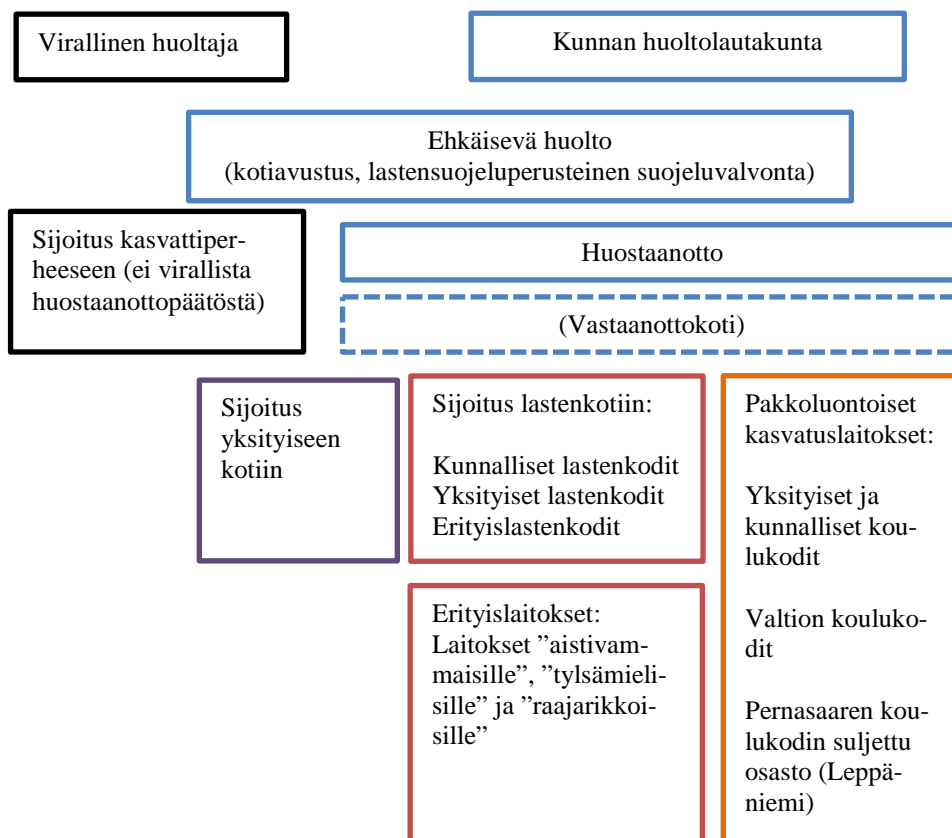 Virallinen huoltaja
Kunnan huoltolautakunta
Ehkäisevä huolto
(kotiavustus, lastensuojeluperusteinen suojeluvalvonta)
Sijoitus kasvattiper-
heeseen (ei virallista
huostaanottopäätöstä)
Huostaanotto
(Vastaanottokoti)
Sijoitus
yksityiseen
kotiin
Sijoitus lastenkotiin:
Kunnalliset lastenkodit
Yksityiset lastenkodit
Erityislastenkodit
Erityislaitokset:
Laitokset ”aistivam-
maisille”, ”tylsämieli-
sille” ja ”raajarikkoi-
sille”
Pakkoluontoiset
kasvatuslaitokset:
Yksityiset ja
kunnalliset kou-
lukodit
Valtion kouluko-
dit
Pernasaaren kou-
lukodin suljettu
osasto (Leppä-
niemi)